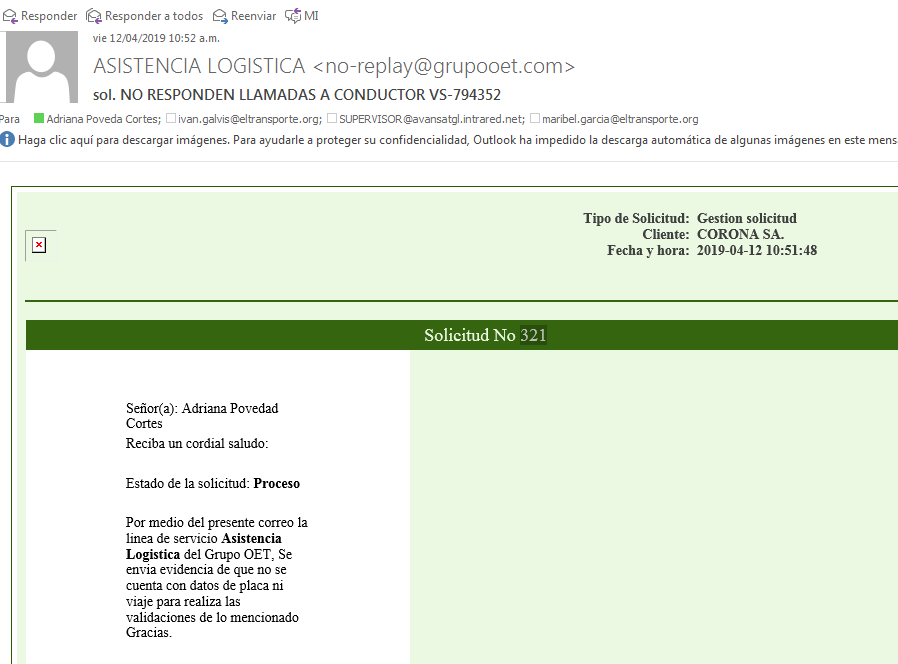 Responder Responder a todos Reenviar MI
vie 12/04/2019 10:52 a.m.
ASISTENCIA LOGISTICA <no-replay@grupooet.com>
sol. NO RESPONDEN LLAMADAS A CONDUCTOR VS-794352
Para Adriana Poveda Cortes; ivan.galvis@eltransporte.org; SUPERVISOR@avansatgl.intrared.net; maribel.garcia@eltransporte.org
Haga clic aquí para descargar imágenes. Para ayudarle a proteger su confidencialidad, Outlook ha impedido la descarga automática de algunas imágenes en este mens
Tipo de Solicitud: Gestion solicitud
Cliente: CORONA SA.
Fecha y hora: 2019-04-12 10:51:48
Solicitud No 321
Señor(a): Adriana Povedad
Cortes
Reciba un cordial saludo:
Estado de la solicitud: Proceso
Por medio del presente correo la
linea de servicio Asistencia
Logistica del Grupo OET, Se
envia evidencia de que no se
cuenta con datos de placa ni
viaje para realiza las
validaciones de lo mencionado
Gracias.